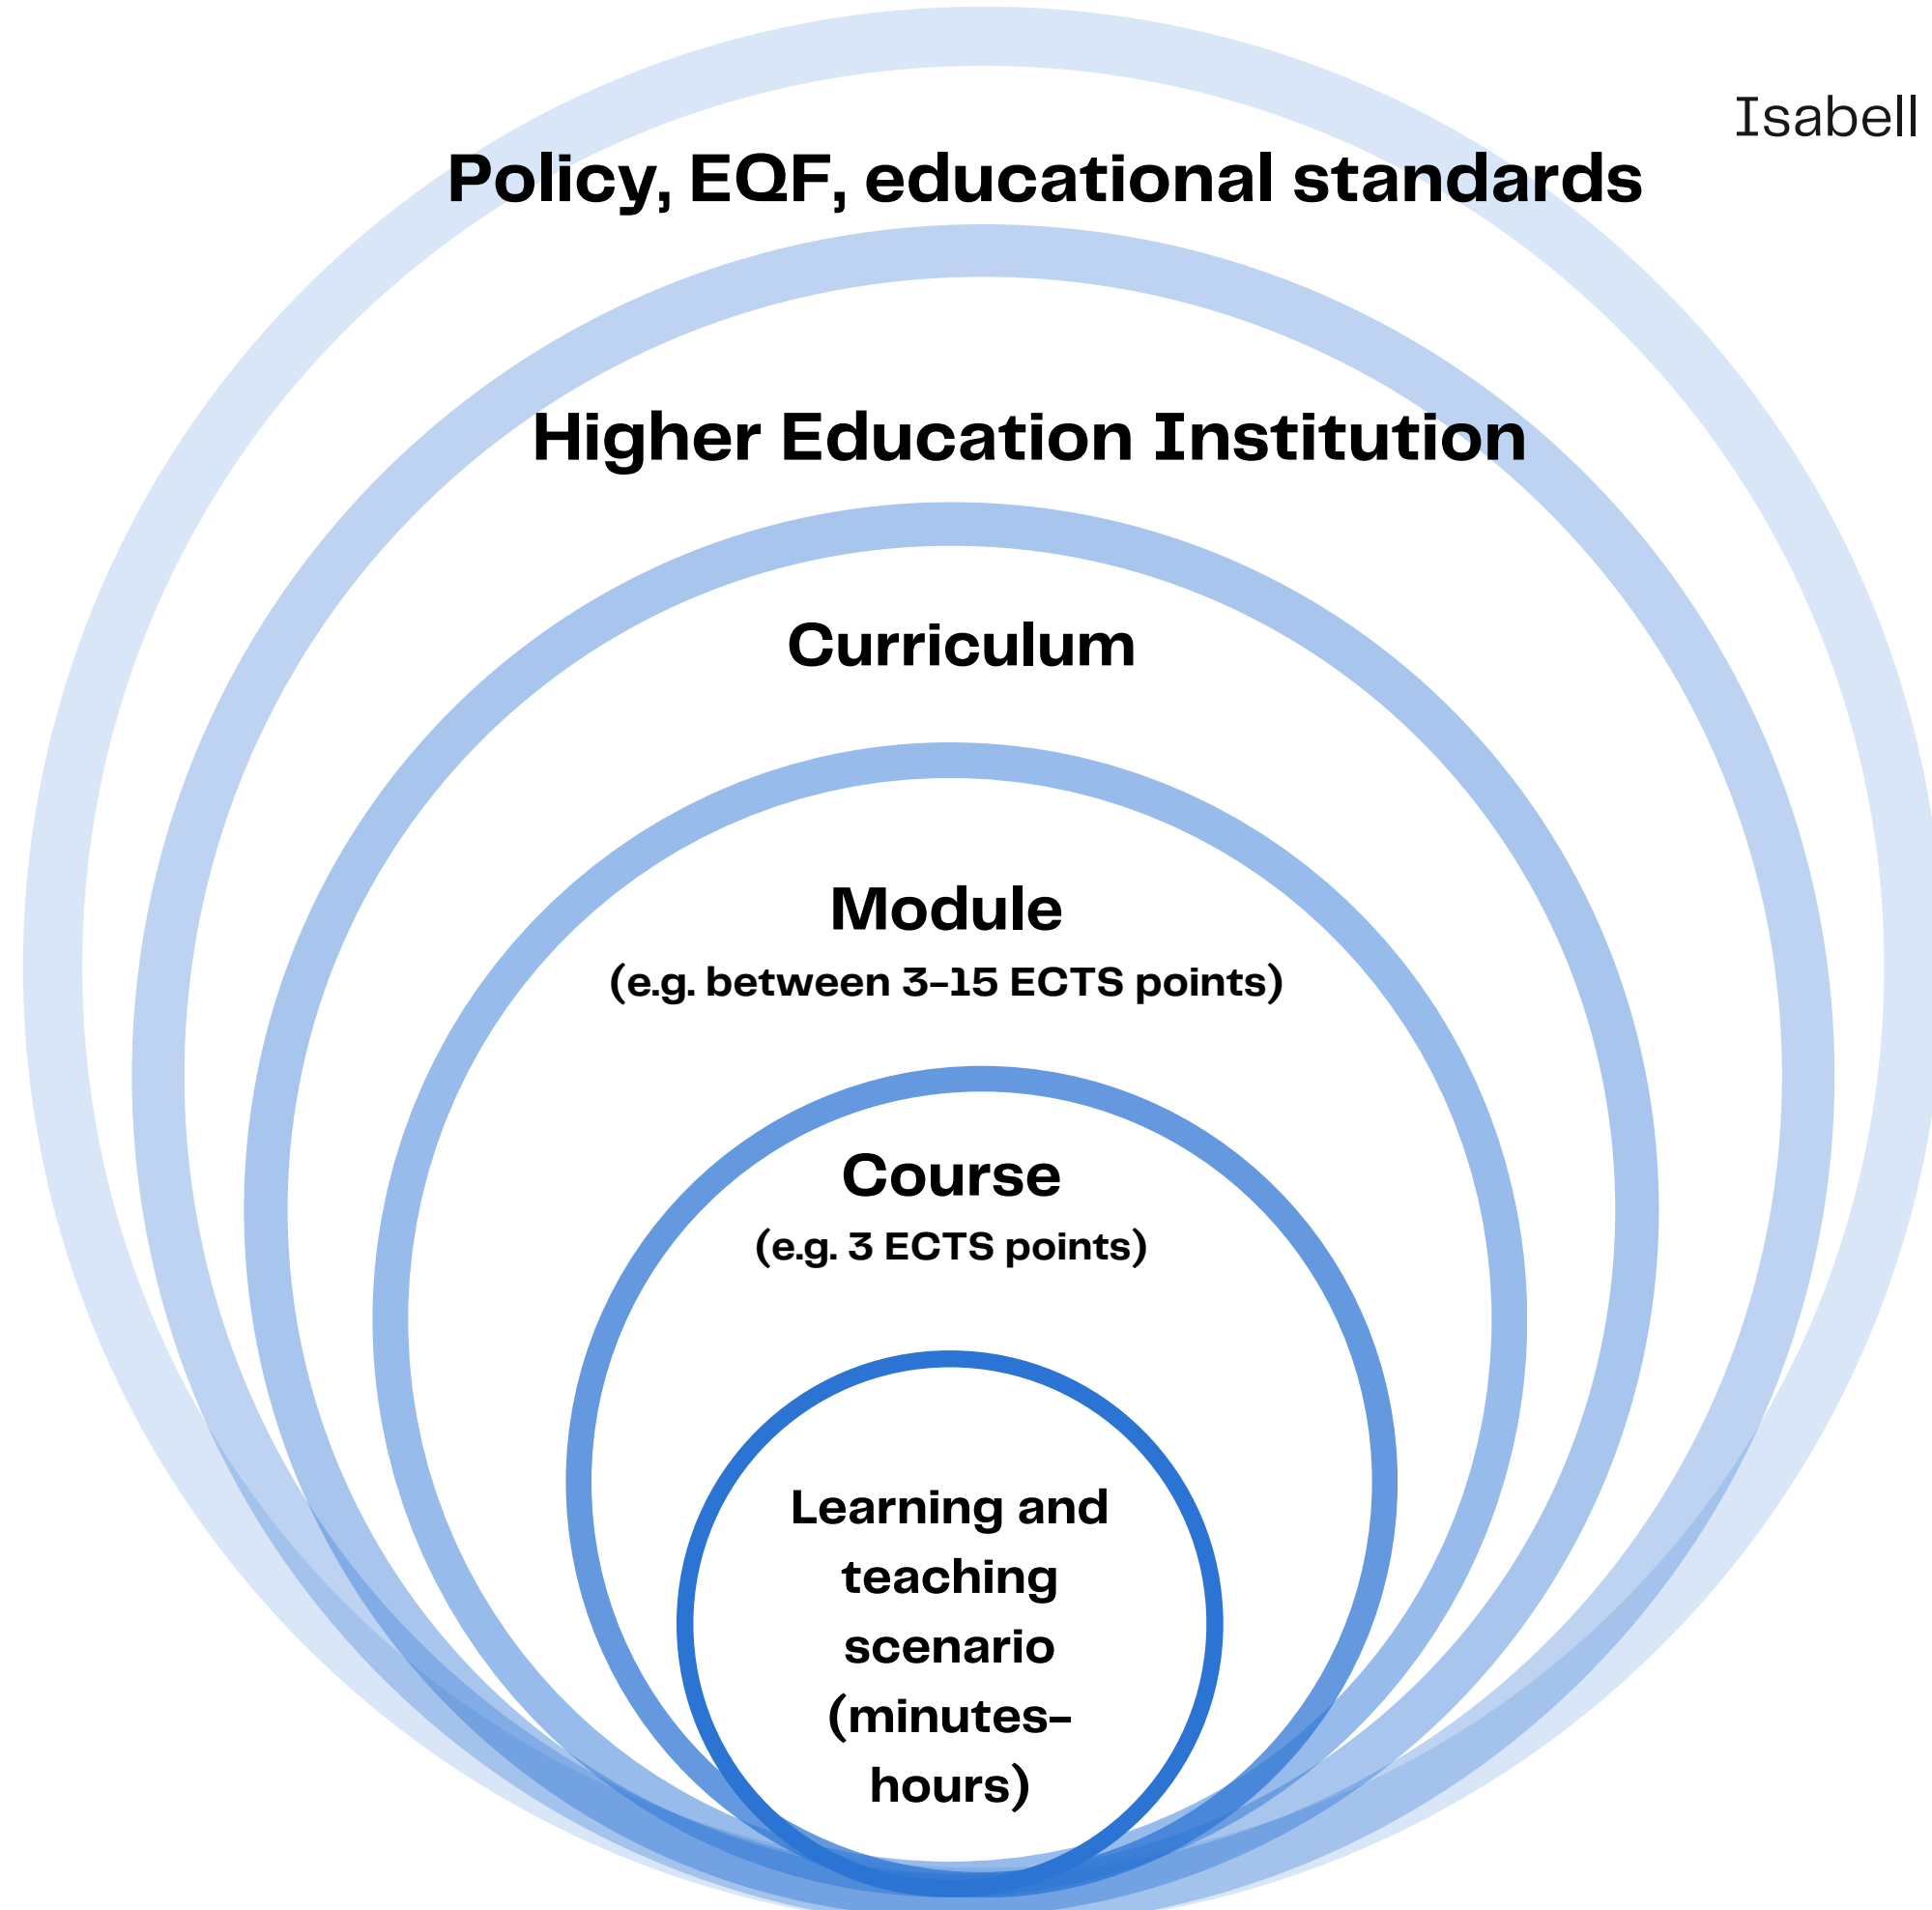 Isabell
Policy, EQF, educational standards
Higher Education Institution
Curriculum
Module
(e.g. between 3–15 ECTS points)
Course
(e.g. 3 ECTS points)
Learning and
teaching
scenario
(minutes–
hours)